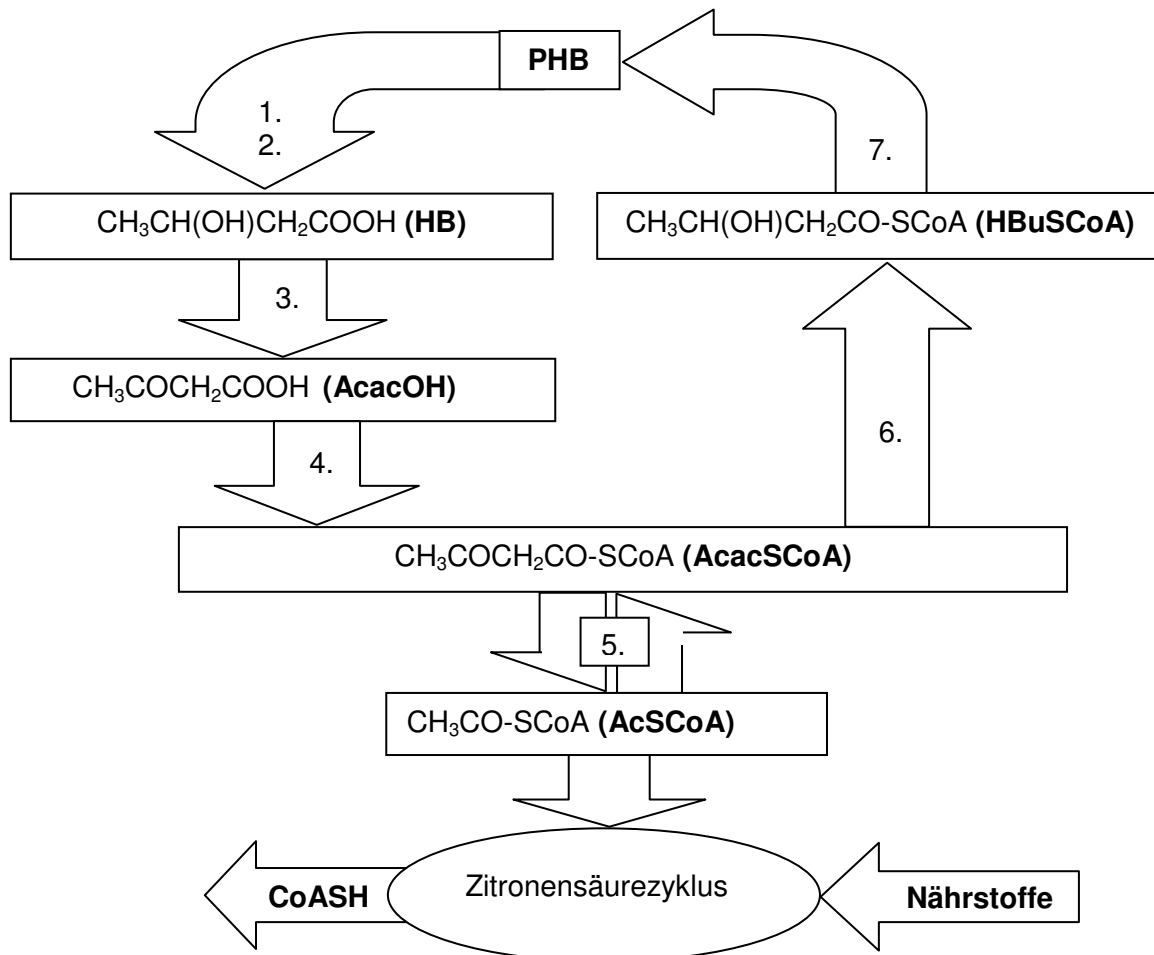 PHB
1.
2.
7.
CH₃CH(OH)CH₂COOH (HB)
CH₃CH(OH)CH₂CO-SCoA (HBuSCoA)
3.
CH₃COCH₂COOH (AcacOH)
4.
6.
CH₃COCH₂CO-SCoA (AcacSCoA)
5.
CH₃CO-SCoA (AcSCoA)
CoASH
Zitronensäurezyklus
Nährstoffe